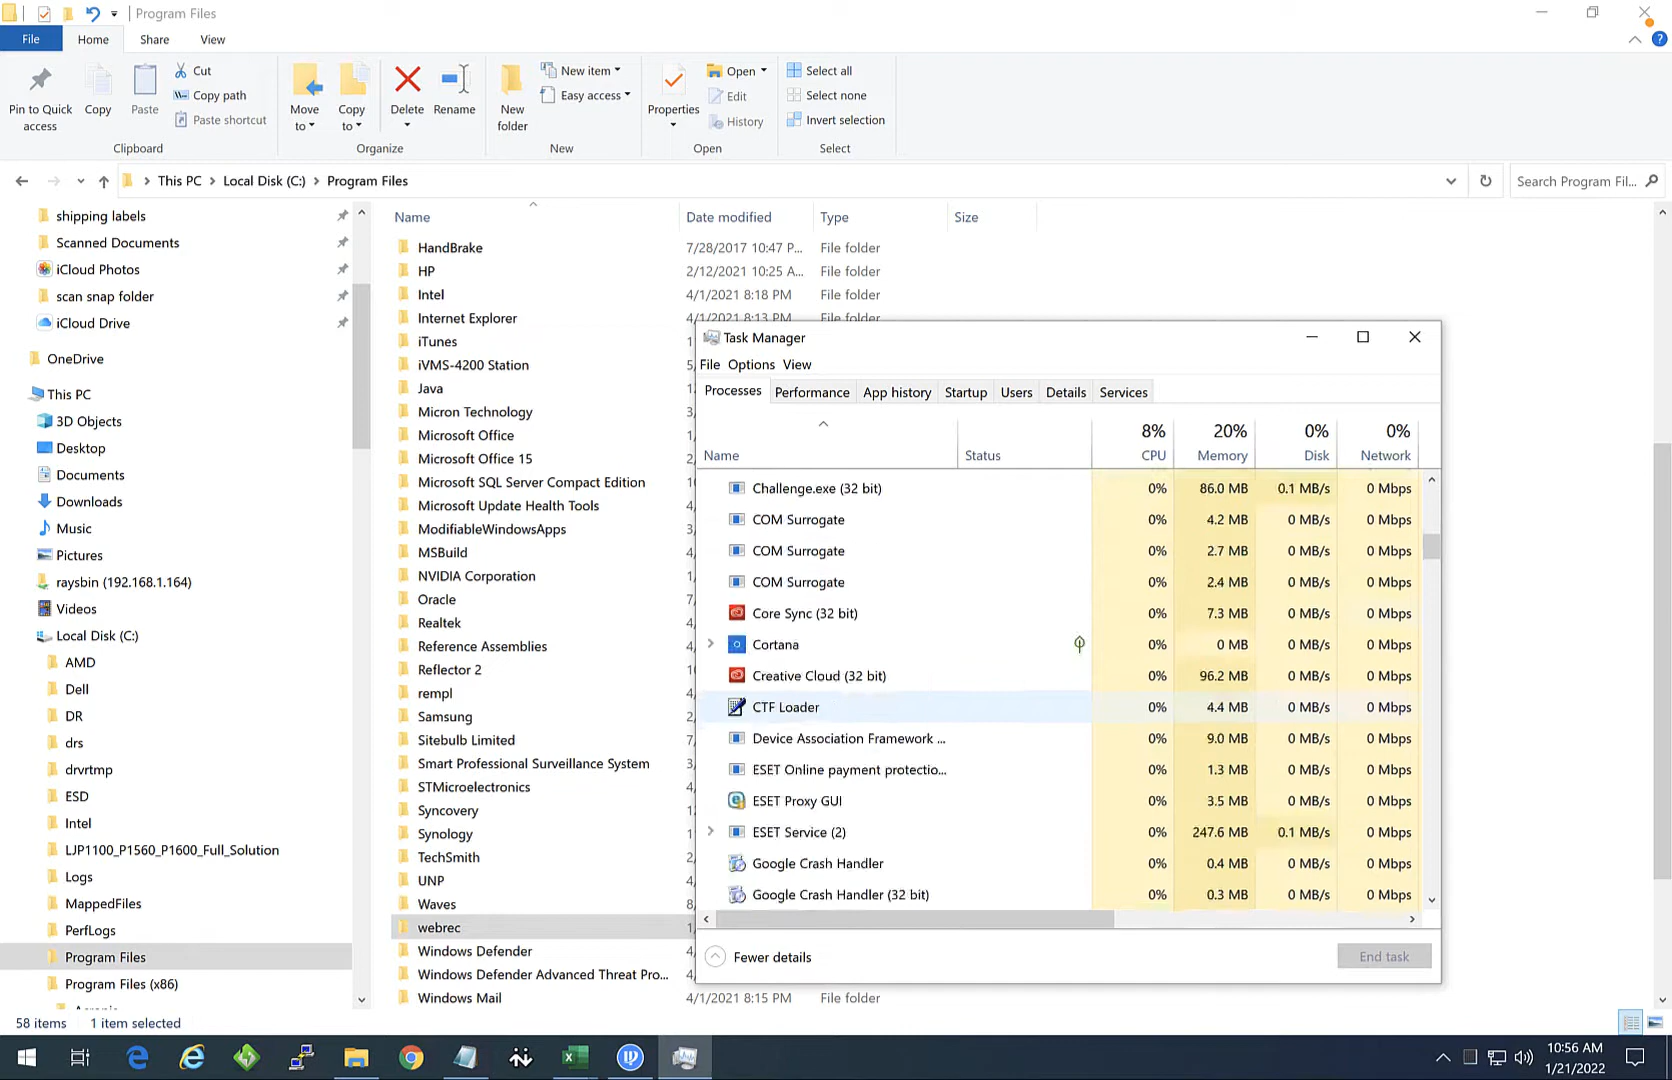 Program Files
File Home Share View
Pin to Quick access
Copy
Paste
Cut
Copy path
Paste shortcut
Clipboard
Move to
Copy to
Delete
Rename
Organize
New folder
New item
Easy access
New
Properties
Open
Edit
History
Open
Select all
Select none
Invert selection
Select
This PC Local Disk (C:) Program Files
Search Program Fil...
shipping labels
Scanned Documents
iCloud Photos
scan snap folder
iCloud Drive
OneDrive
This PC
3D Objects
Desktop
Documents
Downloads
Music
Pictures
raysbin (192.168.1.164)
Videos
Local Disk (C:)
AMD
Dell
DR
drs
drvrtmp
ESD
Intel
LJP1100_P1560_P1600_Full_Solution
Logs
MappedFiles
PerfLogs
Program Files
Program Files (x86)
Name Date modified Type Size
HandBrake 7/28/2017 10:47 P... File folder
HP 2/12/2021 10:25 A... File folder
Intel 4/1/2021 8:18 PM File folder
Internet Explorer 4/1/2021 8:13 PM File folder
iTunes
iVMS-4200 Station
Java
Micron Technology
Microsoft Office
Microsoft Office 15
Microsoft SQL Server Compact Edition
Microsoft Update Health Tools
ModifiableWindowsApps
MSBuild
NVIDIA Corporation
Oracle
Realtek
Reference Assemblies
Reflector 2
rempl
Samsung
Sitebulb Limited
Smart Professional Surveillance System
STMicroelectronics
Syncovery
Synology
TechSmith
UNP
Waves
webrec
Windows Defender
Windows Defender Advanced Threat Pro...
Windows Mail 4/1/2021 8:15 PM File folder
Task Manager
File Options View
Processes Performance App history Startup Users Details Services
8% 20% 0% 0%
Name Status CPU Memory Disk Network
Challenge.exe (32 bit) 0% 86.0 MB 0.1 MB/s 0 Mbps
COM Surrogate 0% 4.2 MB 0 MB/s 0 Mbps
COM Surrogate 0% 2.7 MB 0 MB/s 0 Mbps
COM Surrogate 0% 2.4 MB 0 MB/s 0 Mbps
Core Sync (32 bit) 0% 7.3 MB 0 MB/s 0 Mbps
Cortana 0% 0 MB 0 MB/s 0 Mbps
Creative Cloud (32 bit) 0% 96.2 MB 0 MB/s 0 Mbps
CTF Loader 0% 4.4 MB 0 MB/s 0 Mbps
Device Association Framework ... 0% 9.0 MB 0 MB/s 0 Mbps
ESET Online payment protectio... 0% 1.3 MB 0 MB/s 0 Mbps
ESET Proxy GUI 0% 3.5 MB 0 MB/s 0 Mbps
ESET Service (2) 0% 247.6 MB 0.1 MB/s 0 Mbps
Google Crash Handler 0% 0.4 MB 0 MB/s 0 Mbps
Google Crash Handler (32 bit) 0% 0.3 MB 0 MB/s 0 Mbps
Fewer details
End task
58 items 1 item selected
10:56 AM
1/21/2022